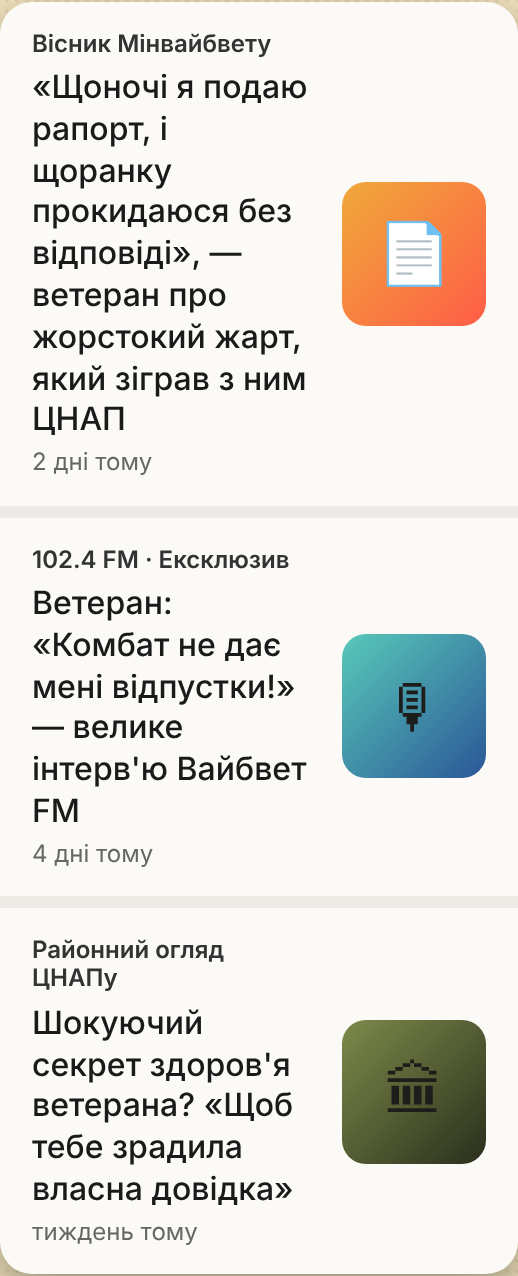 Вісник Мінвайбвету
«Щоночі я подаю
рапорт, і
щоранку
прокидаюся без
відповіді», —
ветеран про
жорстокий жарт,
який зіграв з ним
ЦНАП
2 дні тому
102.4 FM · Ексклюзив
Ветеран:
«Комбат не дає
мені відпустки!»
— велике
інтерв'ю Вайбвет
FM
4 дні тому
Районний огляд
ЦНАПу
Шокуючий
секрет здоров'я
ветерана? «Щоб
тебе зрадила
власна довідка»
тиждень тому